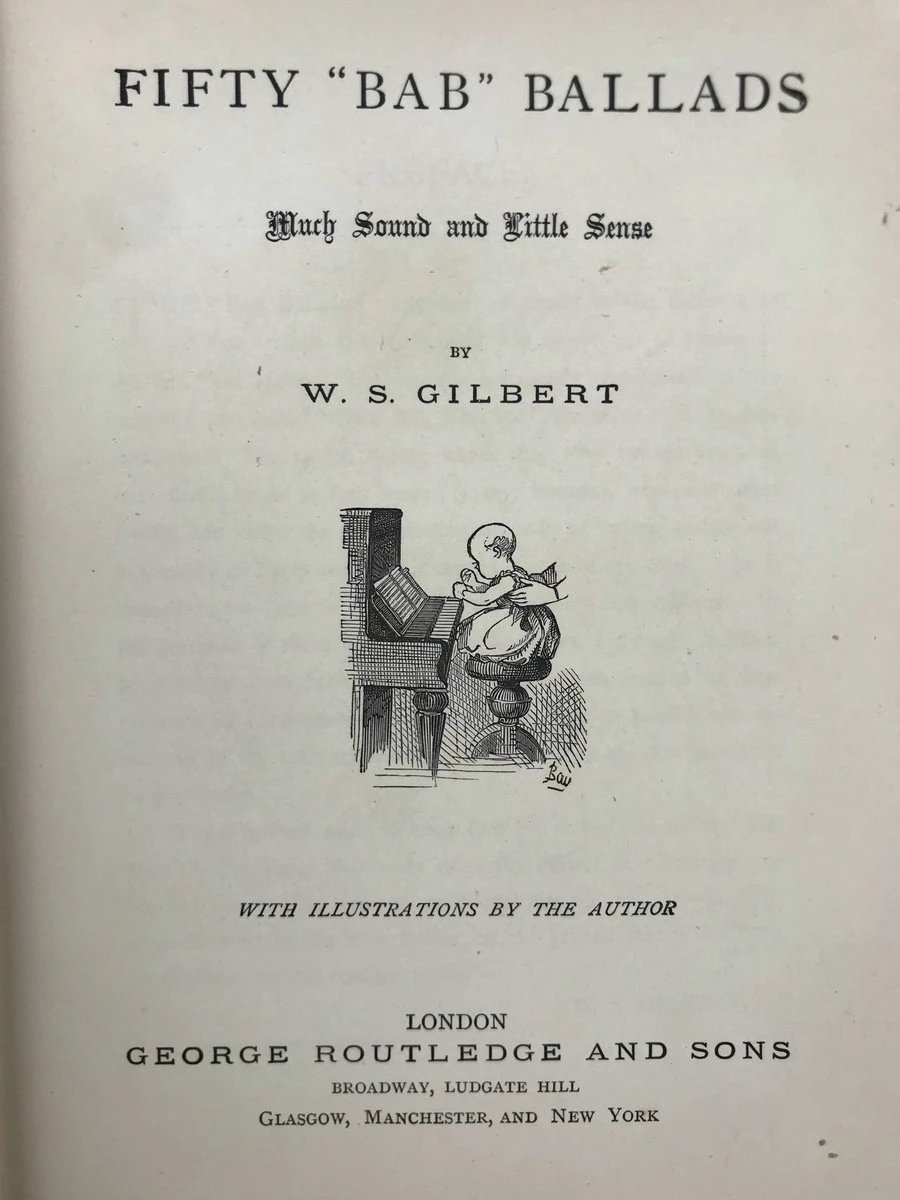 FIFTY “BAB” BALLADS
Much Sound and Little Sense
BY
W. S. GILBERT
Bab
WITH ILLUSTRATIONS BY THE AUTHOR
LONDON
GEORGE ROUTLEDGE AND SONS
BROADWAY, LUDGATE HILL
GLASGOW, MANCHESTER, AND NEW YORK